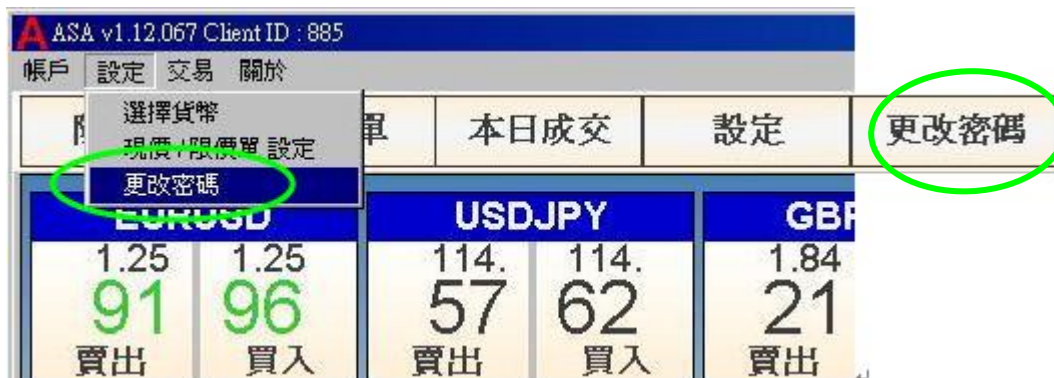 ASA v1.12.067 Client ID : 885
帳戶 設定 交易 關於
選擇貨幣
現價 / 限價單 設定
更改密碼
單 本日成交 設定 更改密碼
EURUSD USDJPY GBP
1.25 1.25 114. 114. 1.84
91 96 57 62 21
賣出 買入 賣出 買入 賣出